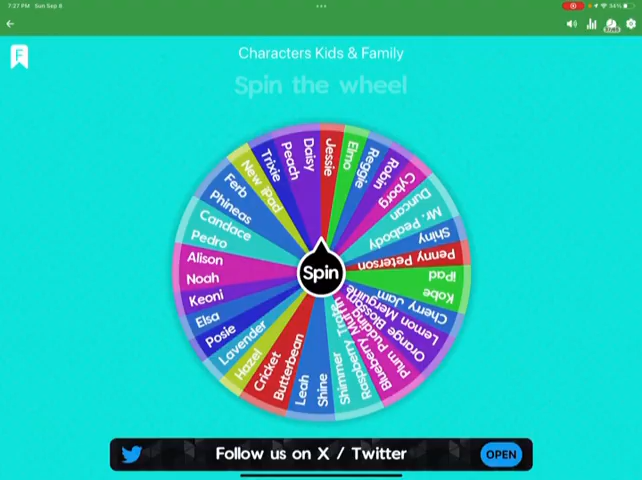 7:27 PM Sun Sep 8
34%
Characters Kids & Family
Spin the wheel
Jessie
Elmo
Reggie
Robin
Cyborg
Duncan
Mr. Peabody
Shiny
Penny Peterson
iPad
Kobe
Cherry Jam
Lemon Meringue
Orange Blossom
Plum Pudding
Blueberry Muffin
Raspberry Torte
Shimmer
Shine
Leah
Butterbean
Cricket
Hazel
Lavender
Posie
Elsa
Keoni
Noah
Alison
Pedro
Candace
Phineas
Ferb
New iPad
Trixie
Peach
Daisy
Spin
Follow us on X / Twitter
OPEN